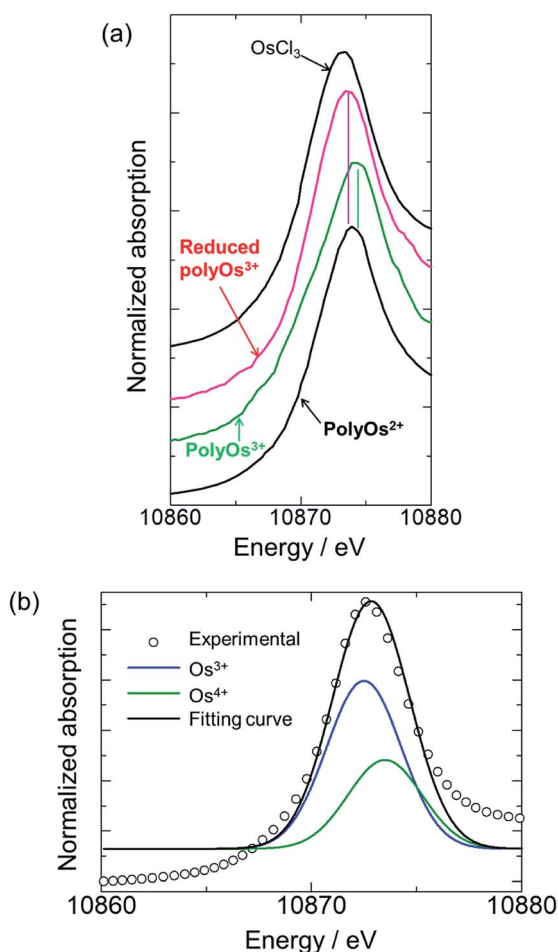 (a)
OsCl₃
Normalized absorption
Reduced
polyOs³⁺
PolyOs³⁺
PolyOs²⁺
10860
10870
10880
Energy / eV
(b)
Normalized absorption
Experimental
Os³⁺
Os⁴⁺
Fitting curve
10860
10870
10880
Energy / eV